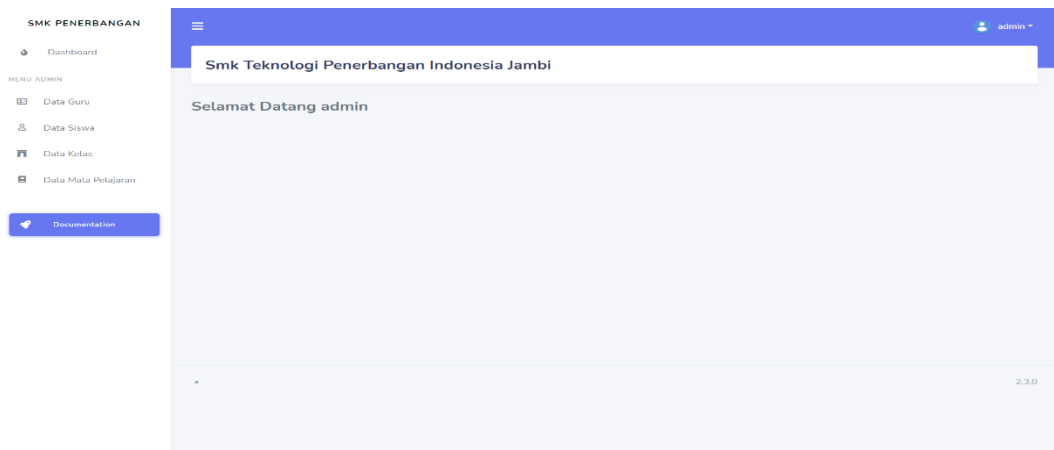 SMK PENERBANGAN
Dashboard
MENU ADMIN
Data Guru
Data Siswa
Data Kelas
Data Mata Pelajaran
Documentation
admin
Smk Teknologi Penerbangan Indonesia Jambi
Selamat Datang admin
2.3.0